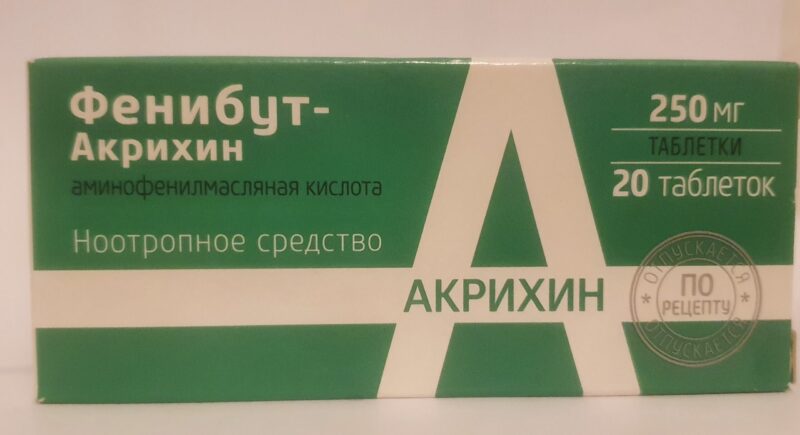 Фенибут-
Акрихин
аминофенилмасляная кислота
Ноотропное средство
250 мг
ТАБЛЕТКИ
20 таблеток
АКРИХИН
ОТПУСКАЕТСЯ
ПО
РЕЦЕПТУ
ОТПУСКАЕТСЯ